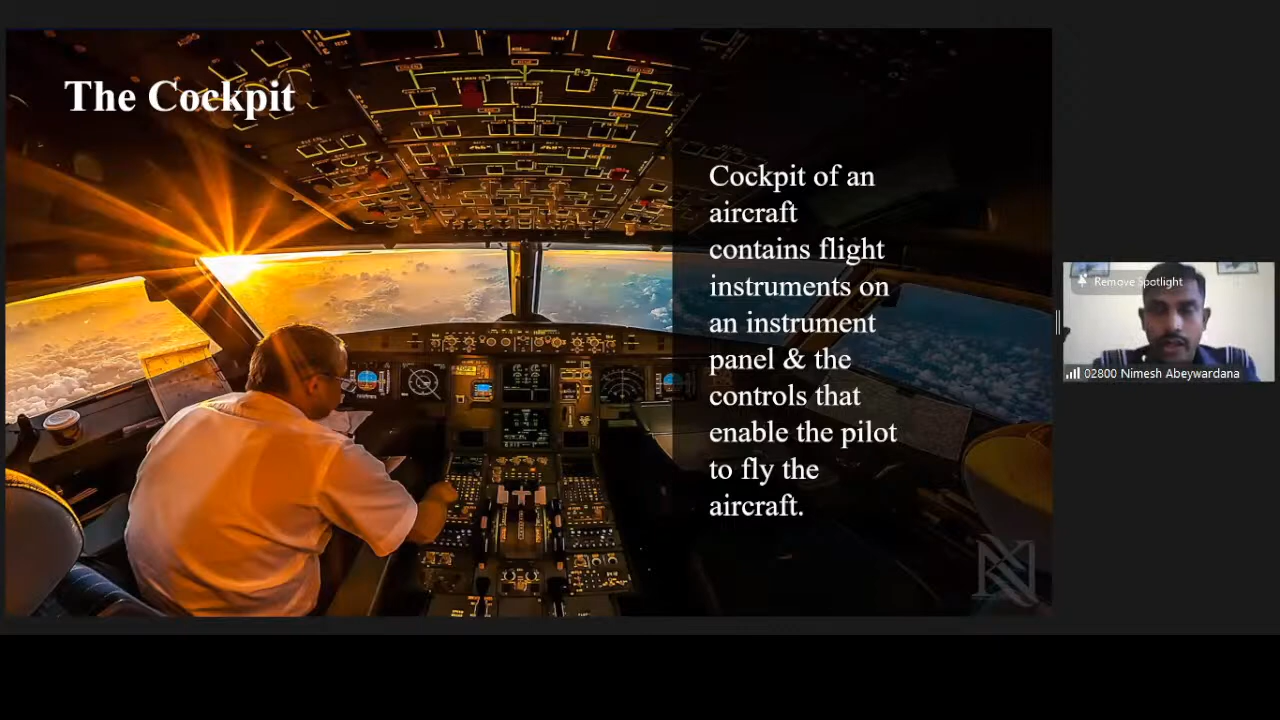 The Cockpit
Cockpit of an
aircraft
contains flight
instruments on
an instrument
panel & the
controls that
enable the pilot
to fly the
aircraft.
Remove Spotlight
02800 Nimesh Abeywardana